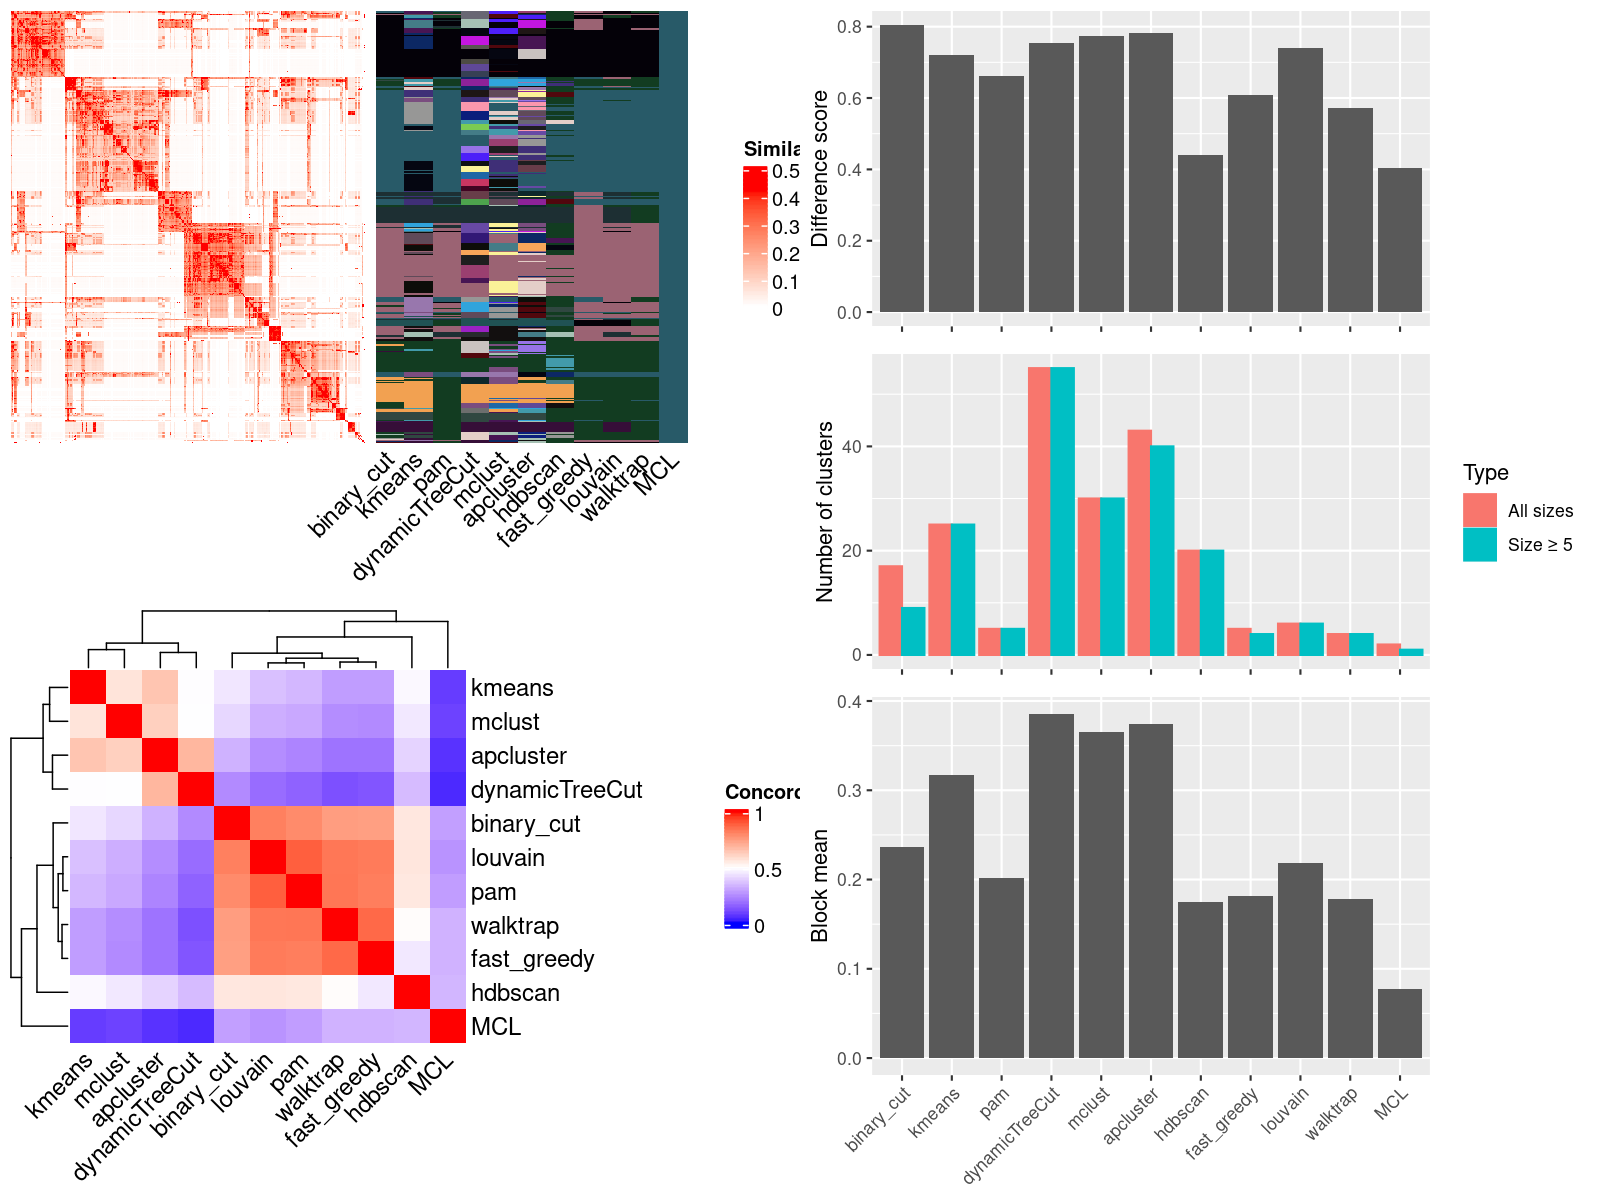 Simila
0.5
0.4
0.3
0.2
0.1
0
binary_cut
kmeans
pam
dynamicTreeCut
mclust
apcluster
hdbscan
fast_greedy
louvain
walktrap
MCL
kmeans
mclust
apcluster
dynamicTreeCut
binary_cut
louvain
pam
walktrap
fast_greedy
hdbscan
MCL
kmeans
mclust
apcluster
dynamicTreeCut
binary_cut
louvain
pam
walktrap
fast_greedy
hdbscan
MCL
Concord
1
0.5
0
Difference score
0.8
0.6
0.4
0.2
0.0
Number of clusters
40
20
0
Type
All sizes
Size ≥ 5
Block mean
0.4
0.3
0.2
0.1
0.0
binary_cut
kmeans
pam
dynamicTreeCut
mclust
apcluster
hdbscan
fast_greedy
louvain
walktrap
MCL